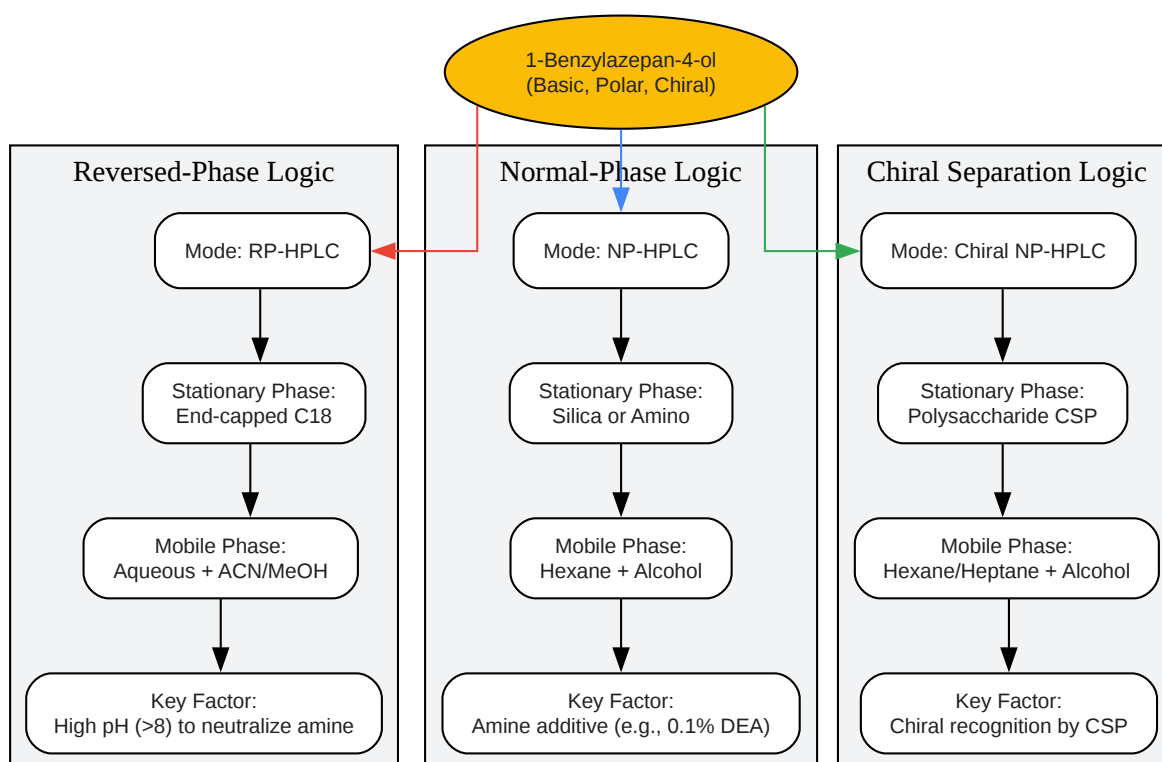 1-Benzylazepan-4-ol
(Basic, Polar, Chiral)
Reversed-Phase Logic
Mode: RP-HPLC
Stationary Phase:
End-capped C18
Mobile Phase:
Aqueous + ACN/MeOH
Key Factor:
High pH (>8) to neutralize amine
Normal-Phase Logic
Mode: NP-HPLC
Stationary Phase:
Silica or Amino
Mobile Phase:
Hexane + Alcohol
Key Factor:
Amine additive (e.g., 0.1% DEA)
Chiral Separation Logic
Mode: Chiral NP-HPLC
Stationary Phase:
Polysaccharide CSP
Mobile Phase:
Hexane/Heptane + Alcohol
Key Factor:
Chiral recognition by CSP